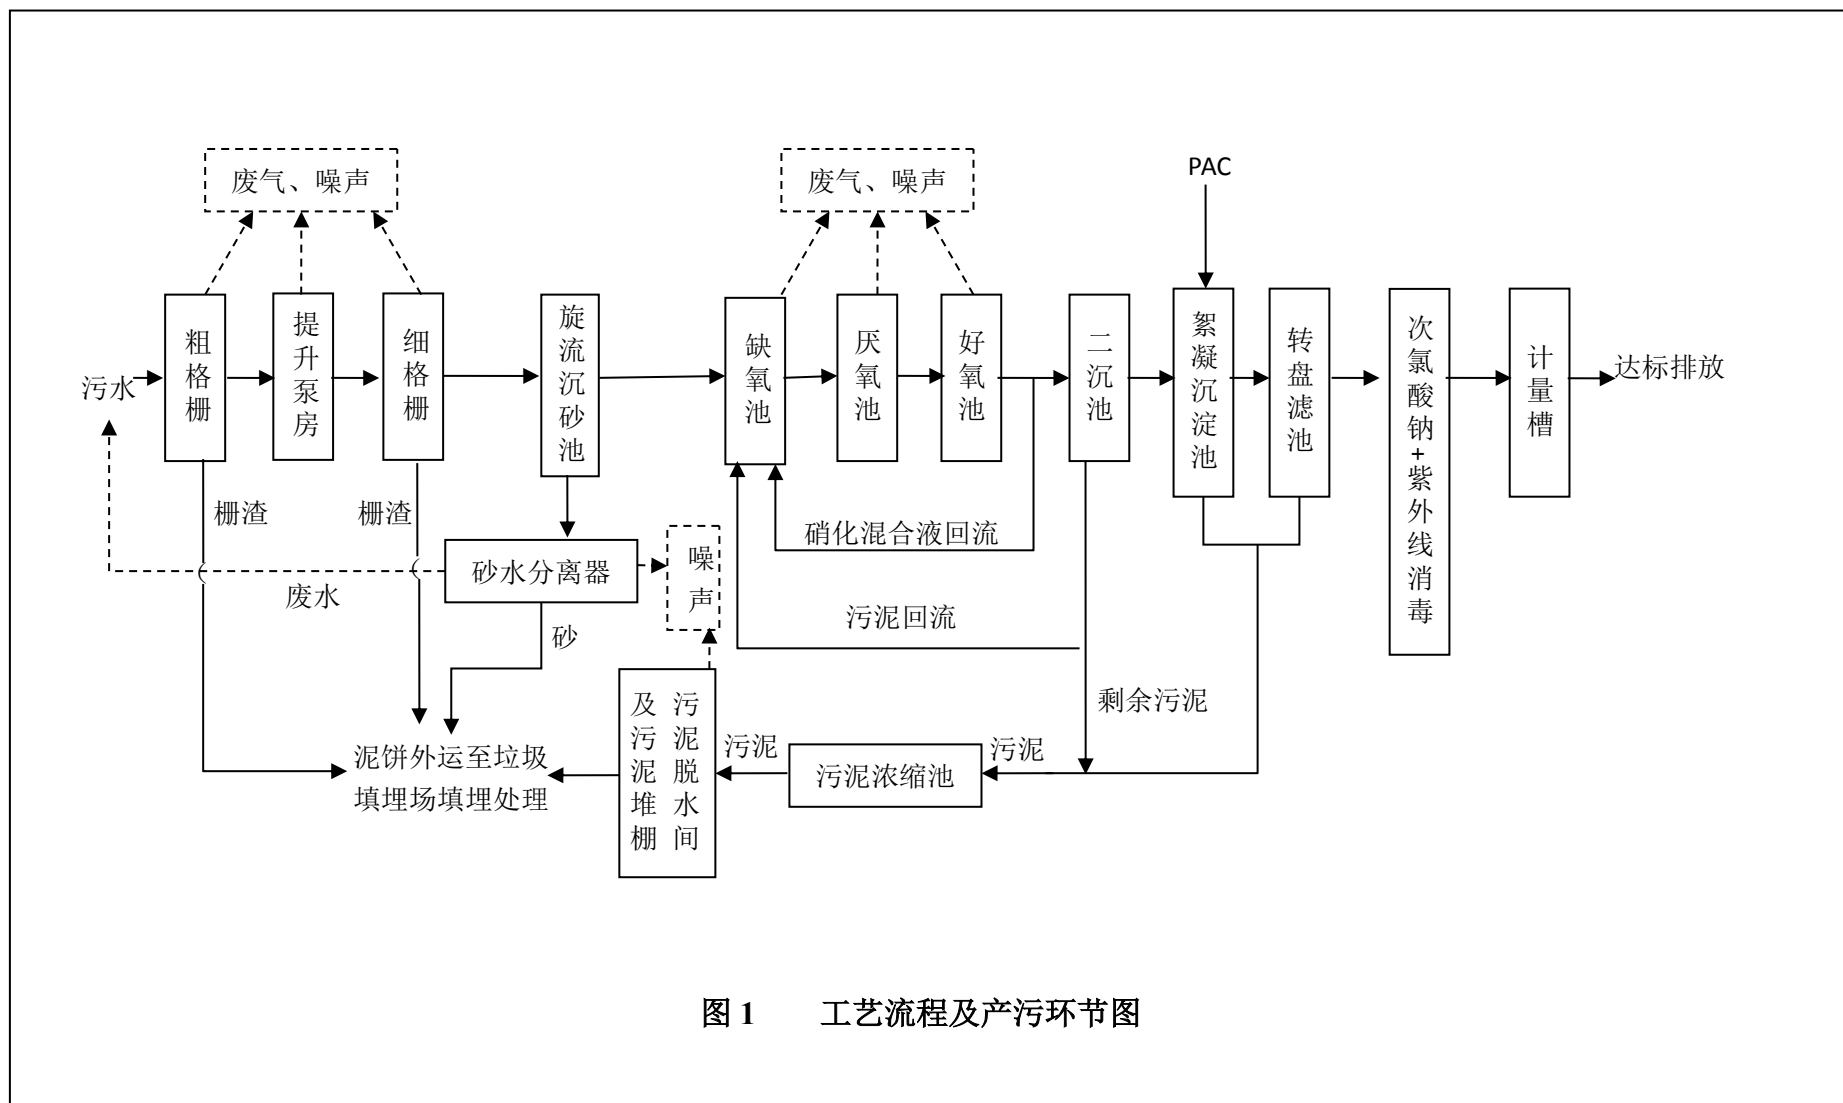 废气、噪声
废气、噪声
PAC
污水
粗格栅
提升泵房
细格栅
旋流沉砂池
缺氧池
厌氧池
好氧池
二沉池
絮凝沉淀池
转盘滤池
次氯酸钠+紫外线消毒
计量槽
达标排放
栅渣
栅渣
硝化混合液回流
砂水分离器
噪声
废水
砂
污泥回流
剩余污泥
污泥脱水间
及污泥堆棚
污泥
污泥浓缩池
污泥
泥饼外运至垃圾
填埋场填埋处理
图 1 工艺流程及产污环节图